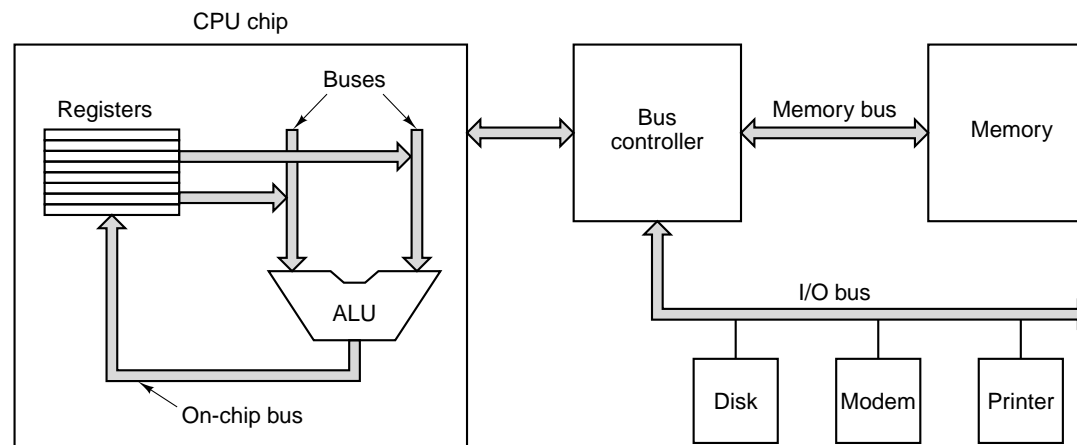 CPU chip
Registers
Buses
ALU
On-chip bus
Bus
controller
Memory bus
Memory
I/O bus
Disk
Modem
Printer